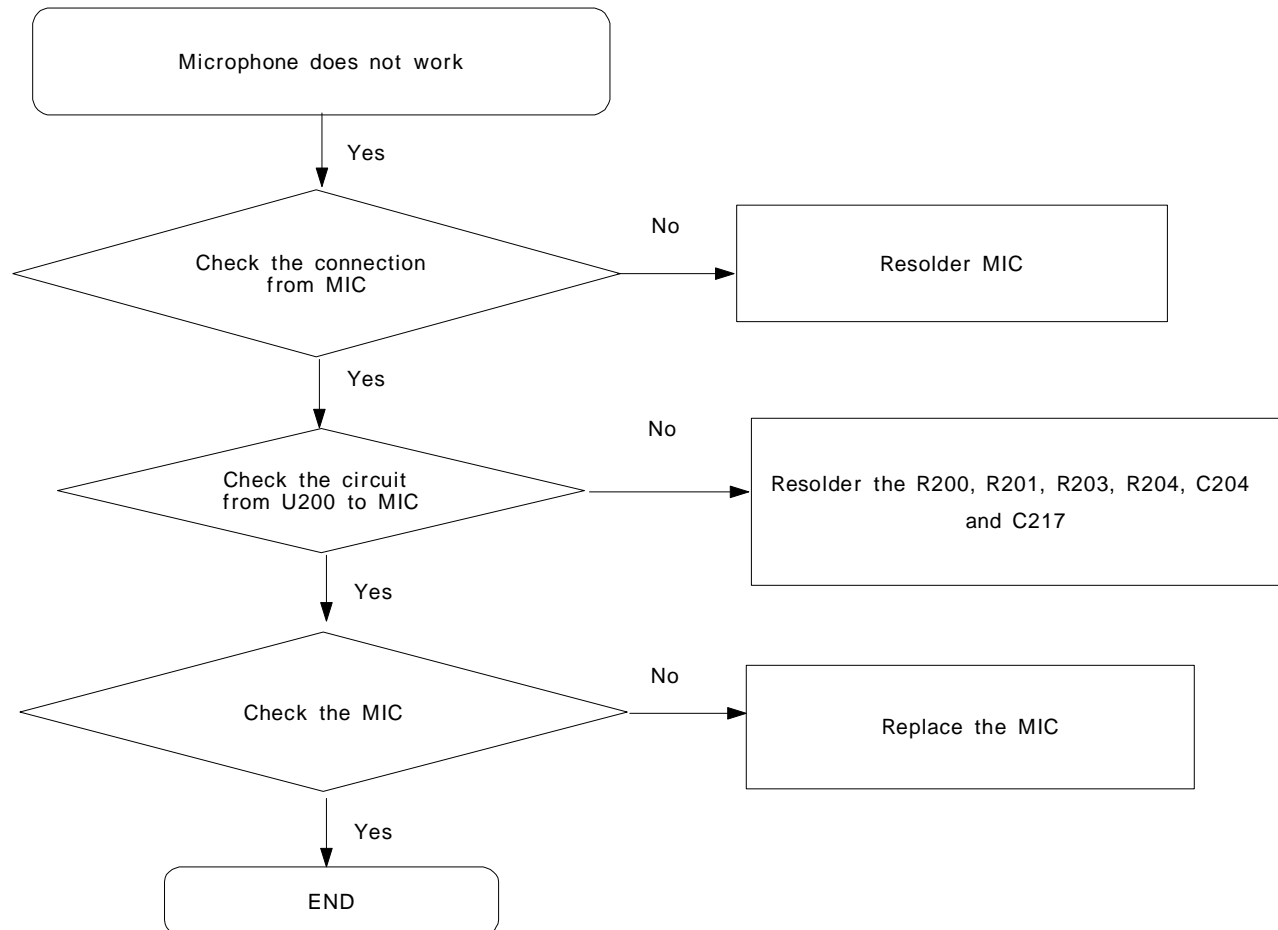 Microphone does not work
Yes
Check the connection
from MIC
No
Resolder MIC
Yes
Check the circuit
from U200 to MIC
No
Resolder the R200, R201, R203, R204, C204
and C217
Yes
Check the MIC
No
Replace the MIC
Yes
END